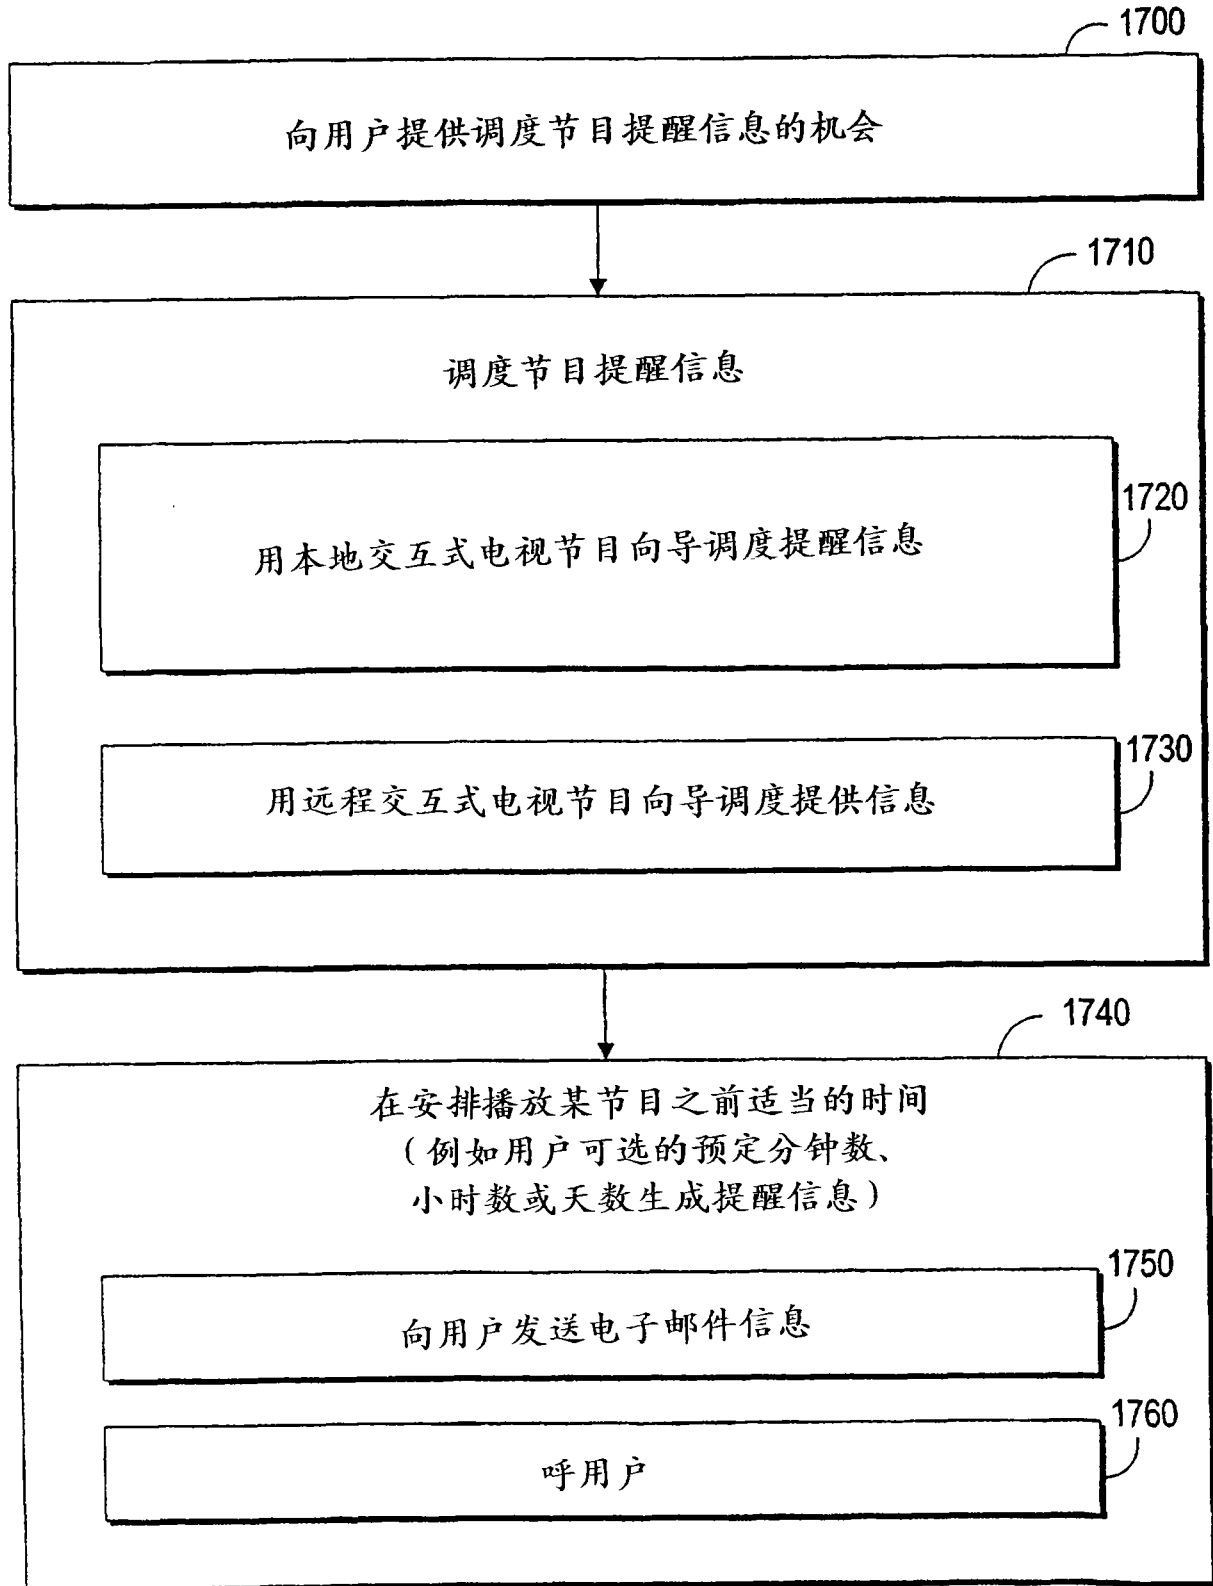 1700
向用户提供调度节目提醒信息的机会
1710
调度节目提醒信息
1720
用本地交互式电视节目向导调度提醒信息
1730
用远程交互式电视节目向导调度提供信息
1740
在安排播放某节目之前适当的时间
（例如用户可选的预定分钟数、
小时数或天数生成提醒信息）
1750
向用户发送电子邮件信息
1760
呼用户